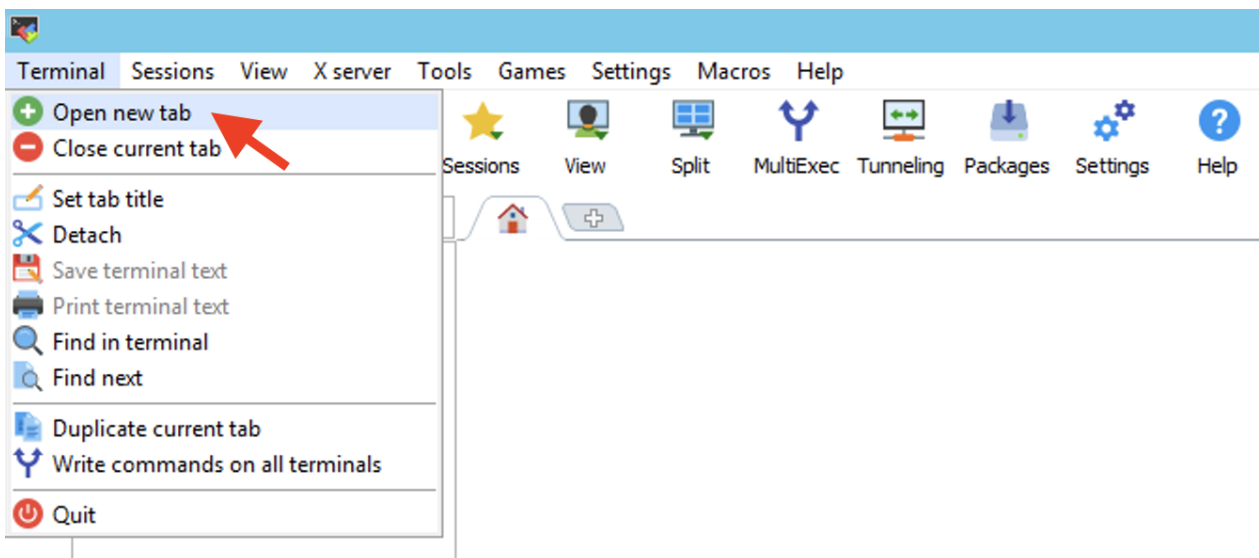 Terminal Sessions View X server Tools Games Settings Macros Help
Open new tab
Close current tab
Set tab title
Detach
Save terminal text
Print terminal text
Find in terminal
Find next
Duplicate current tab
Write commands on all terminals
Quit
Sessions View Split MultiExec Tunneling Packages Settings Help